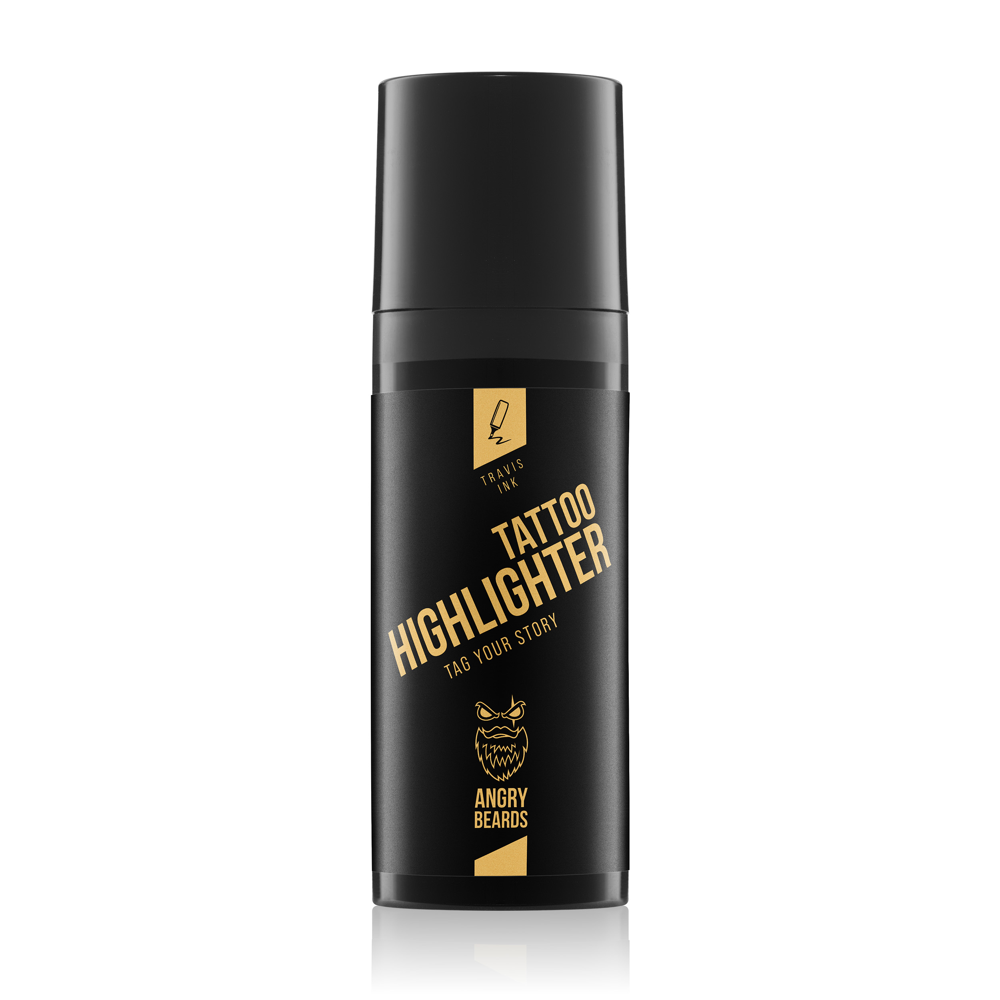 TRAVIS
INK
TATTOO
HIGHLIGHTER
TAG YOUR STORY
ANGRY
BEARDS